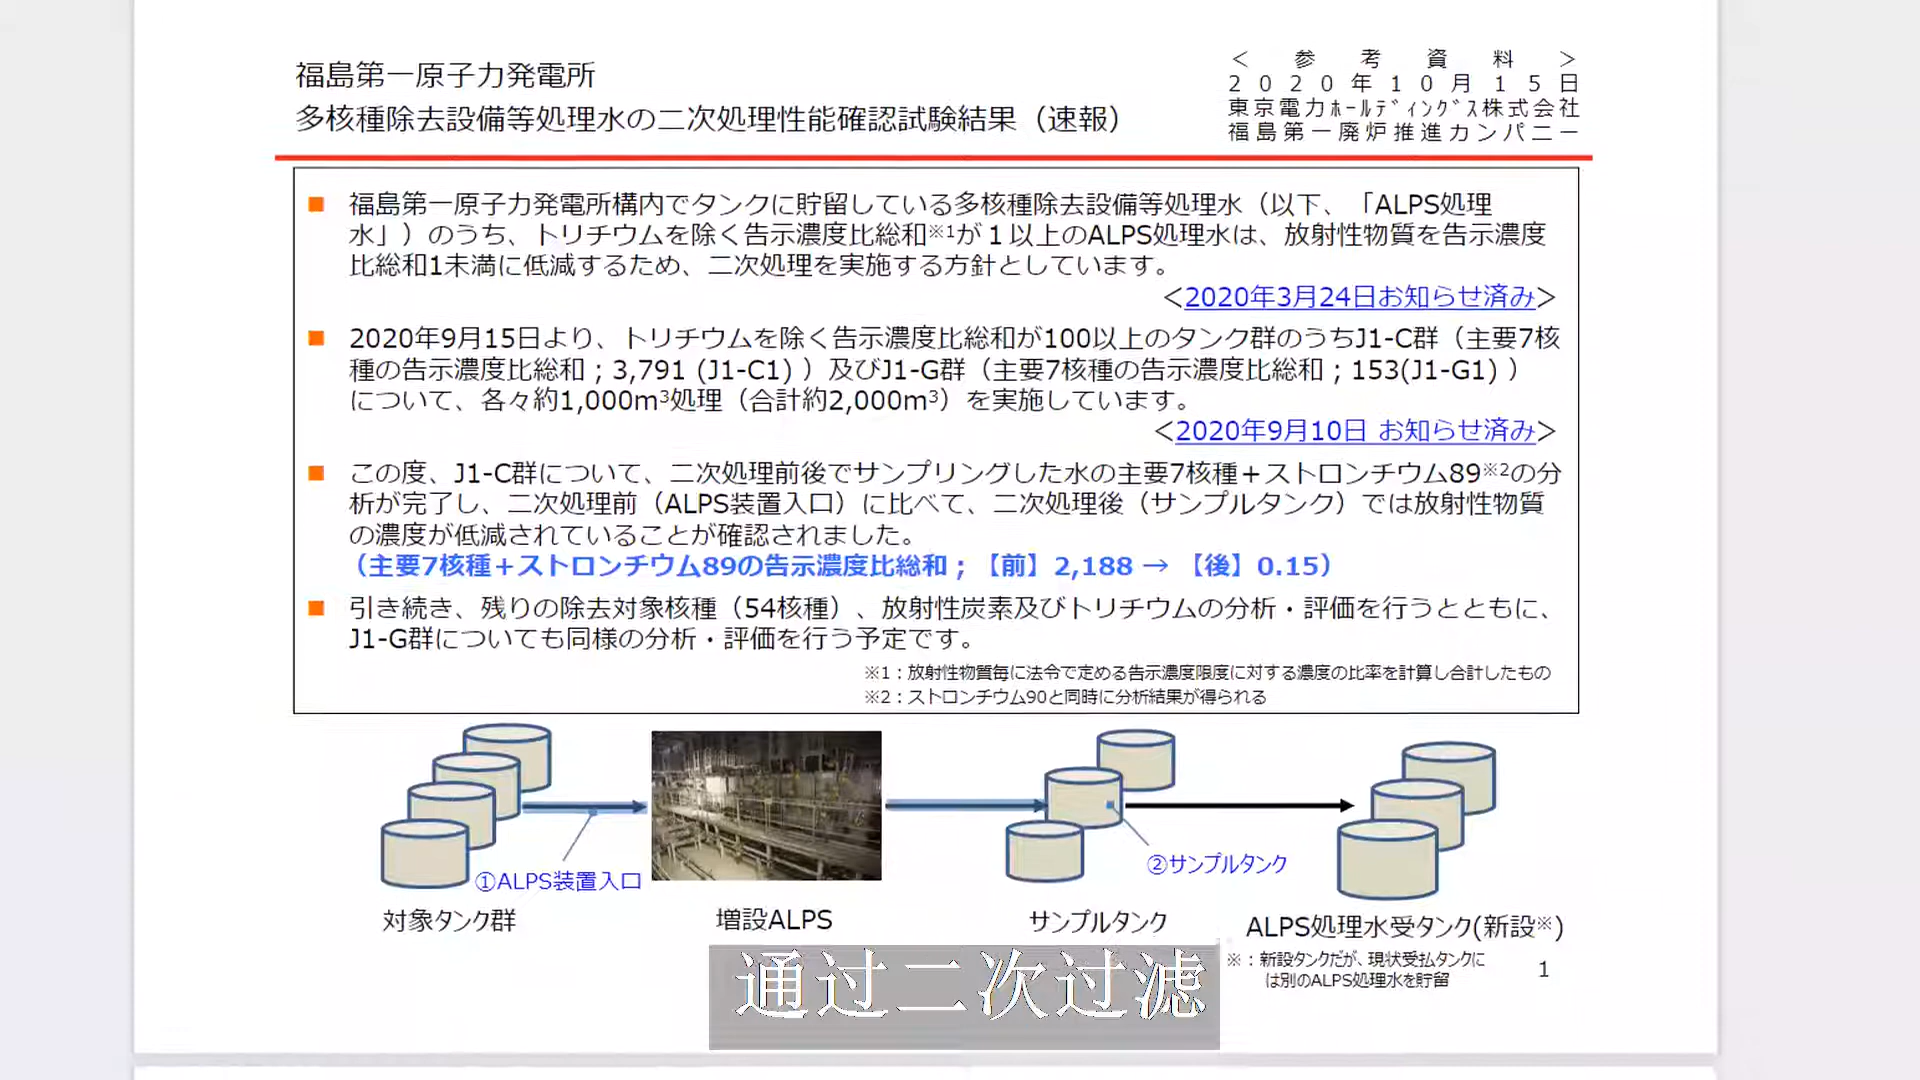 福島第一原子力発電所
多核種除去設備等処理水の二次処理性能確認試験結果（速報）
＜参考資料＞
2020年10月15日
東京電力ﾎｰﾙﾃﾞｨﾝｸﾞｽ株式会社
福島第一廃炉推進カンパニー
■ 福島第一原子力発電所構内でタンクに貯留している多核種除去設備等処理水（以下、「ALPS処理
水」）のうち、トリチウムを除く告示濃度比総和※1が１以上のALPS処理水は、放射性物質を告示濃度
比総和1未満に低減するため、二次処理を実施する方針としています。
＜2020年3月24日お知らせ済み＞
■ 2020年9月15日より、トリチウムを除く告示濃度比総和が100以上のタンク群のうちJ1-C群（主要7核
種の告示濃度比総和；3,791 (J1-C1) ）及びJ1-G群（主要7核種の告示濃度比総和；153(J1-G1) ）
について、各々約1,000m³処理（合計約2,000m³）を実施しています。
＜2020年9月10日 お知らせ済み＞
■ この度、J1-C群について、二次処理前後でサンプリングした水の主要7核種＋ストロンチウム89※2の分
析が完了し、二次処理前（ALPS装置入口）に比べて、二次処理後（サンプルタンク）では放射性物質
の濃度が低減されていることが確認されました。
（主要7核種＋ストロンチウム89の告示濃度比総和；【前】2,188 → 【後】0.15）
■ 引き続き、残りの除去対象核種（54核種）、放射性炭素及びトリチウムの分析・評価を行うとともに、
J1-G群についても同様の分析・評価を行う予定です。
※1：放射性物質毎に法令で定める告示濃度限度に対する濃度の比率を計算し合計したもの
※2：ストロンチウム90と同時に分析結果が得られる
①ALPS装置入口
②サンプルタンク
対象タンク群
増設ALPS
サンプルタンク
ALPS処理水受タンク(新設※)
※：新設タンクだが、現状受払タンクに
は別のALPS処理水を貯留
1
通过二次过滤